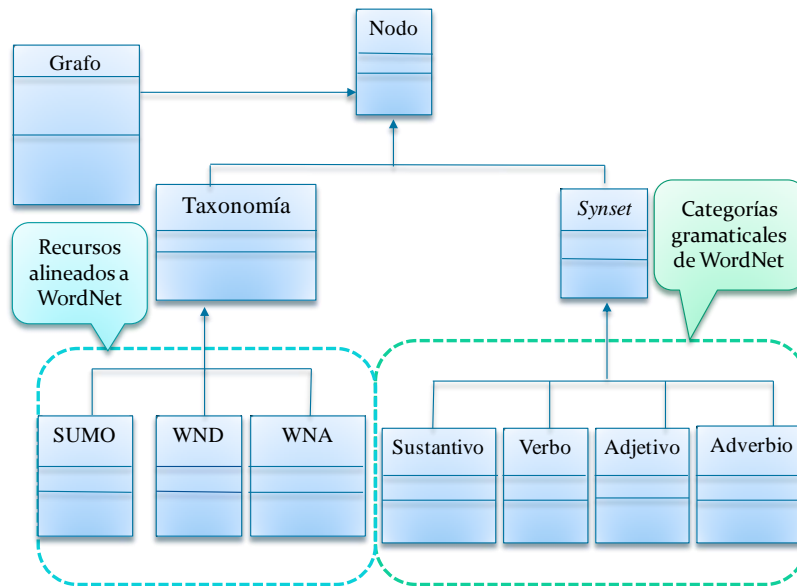 Nodo
Grafo
Taxonomía
Synset
Categorías
gramaticales
de WordNet
Recursos
alineados a
WordNet
SUMO
WND
WNA
Sustantivo
Verbo
Adjetivo
Adverbio